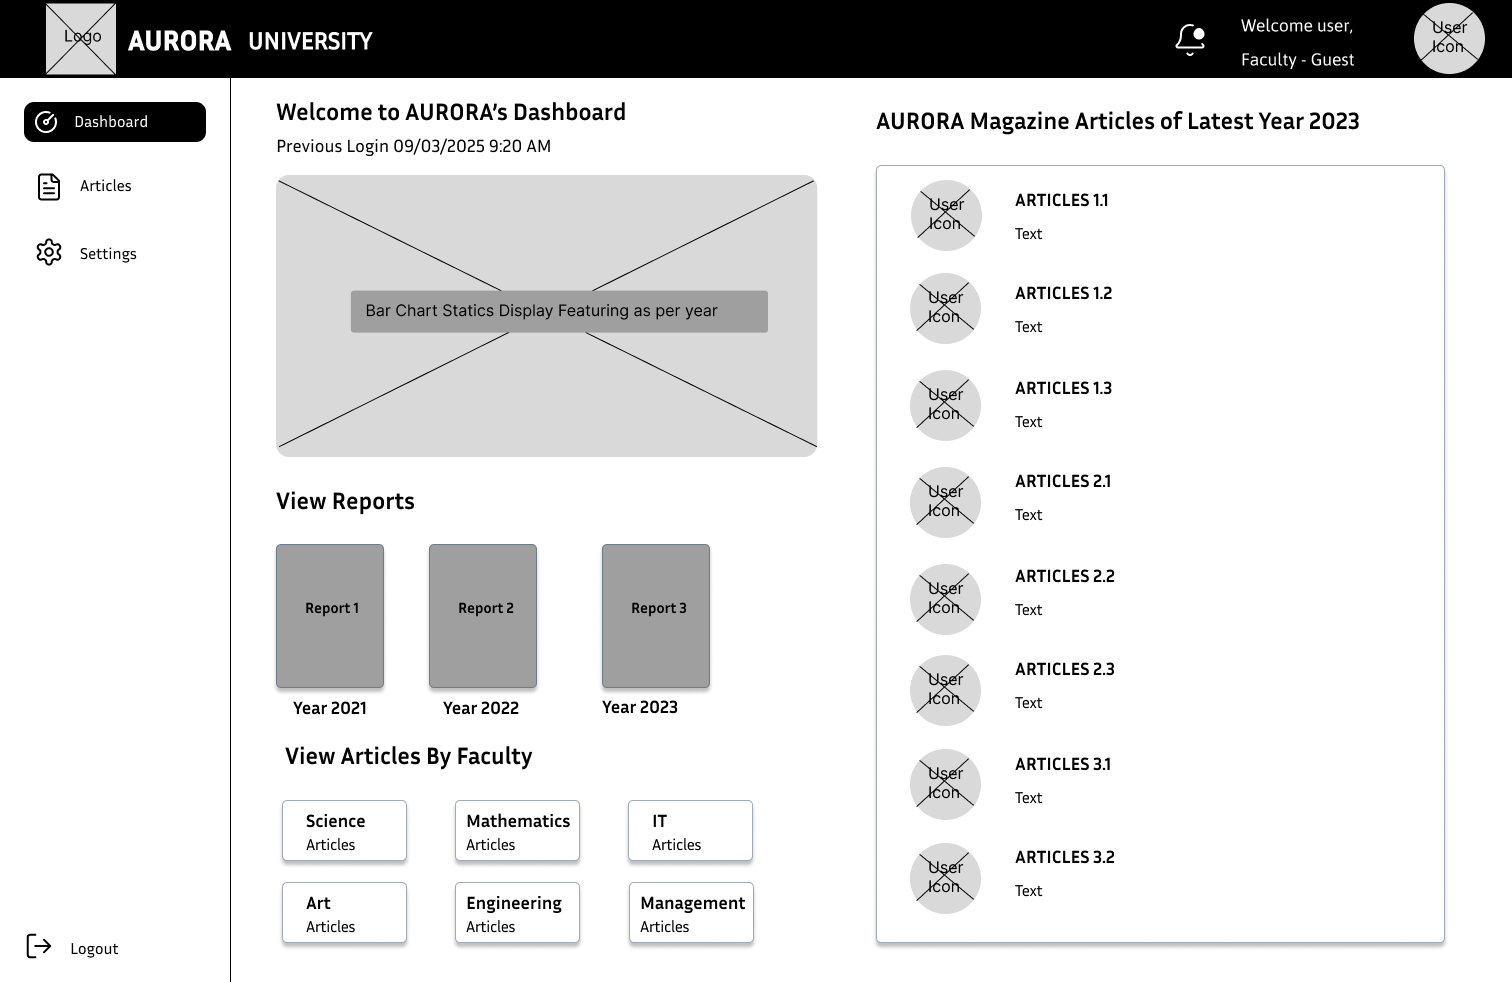 Logo
AURORA UNIVERSITY
Welcome user,
Faculty - Guest
User
Icon
Dashboard
Articles
Settings
Logout
Welcome to AURORA's Dashboard
Previous Login 09/03/2025 9:20 AM
Bar Chart Statics Display Featuring as per year
View Reports
Report 1
Report 2
Report 3
Year 2021
Year 2022
Year 2023
View Articles By Faculty
Science
Articles
Mathematics
Articles
IT
Articles
Art
Articles
Engineering
Articles
Management
Articles
AURORA Magazine Articles of Latest Year 2023
User
Icon
ARTICLES 1.1
Text
User
Icon
ARTICLES 1.2
Text
User
Icon
ARTICLES 1.3
Text
User
Icon
ARTICLES 2.1
Text
User
Icon
ARTICLES 2.2
Text
User
Icon
ARTICLES 2.3
Text
User
Icon
ARTICLES 3.1
Text
User
Icon
ARTICLES 3.2
Text